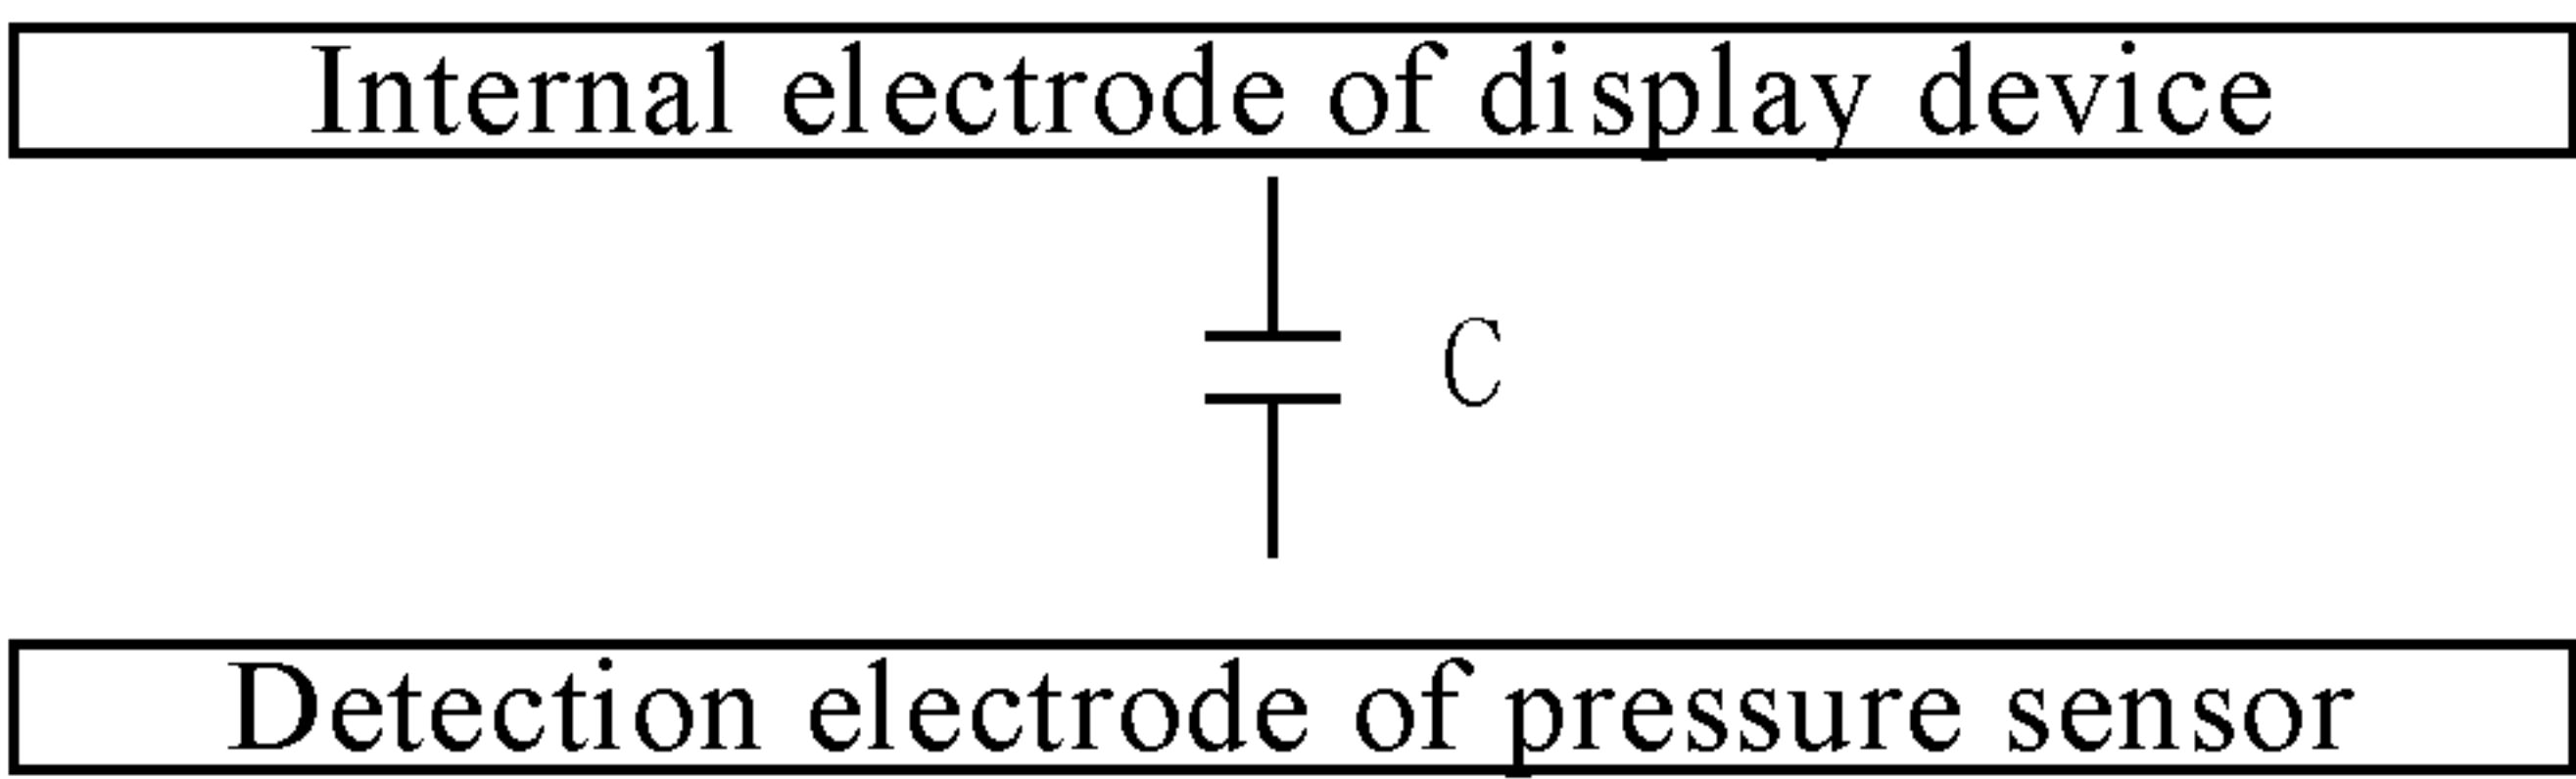 Internal electrode of display device
C
Detection electrode of pressure sensor